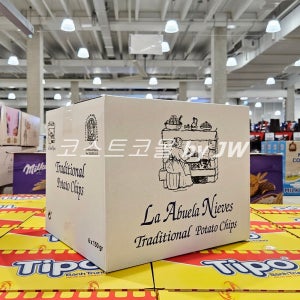 코스트코몰 by JW
Traditional
Potato Chips
La Abuela Nieves
Traditional Potato Chips
Milka
Tipo
Tipo
Tipo